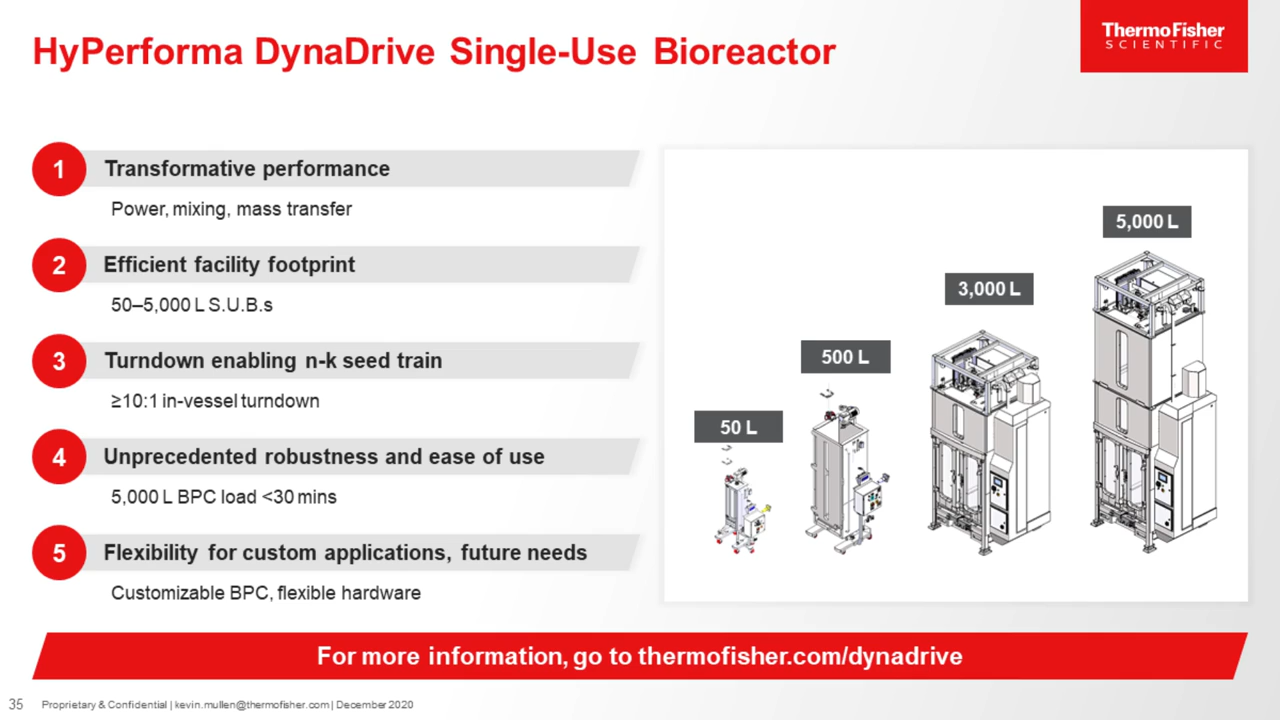 HyPerforma DynaDrive Single-Use Bioreactor
ThermoFisher
SCIENTIFIC
1 Transformative performance
Power, mixing, mass transfer
2 Efficient facility footprint
50–5,000 L S.U.B.s
3 Turndown enabling n-k seed train
≥10:1 in-vessel turndown
4 Unprecedented robustness and ease of use
5,000 L BPC load <30 mins
5 Flexibility for custom applications, future needs
Customizable BPC, flexible hardware
50 L
500 L
3,000 L
5,000 L
For more information, go to thermofisher.com/dynadrive
35 Proprietary & Confidential | kevin.mullen@thermofisher.com | December 2020